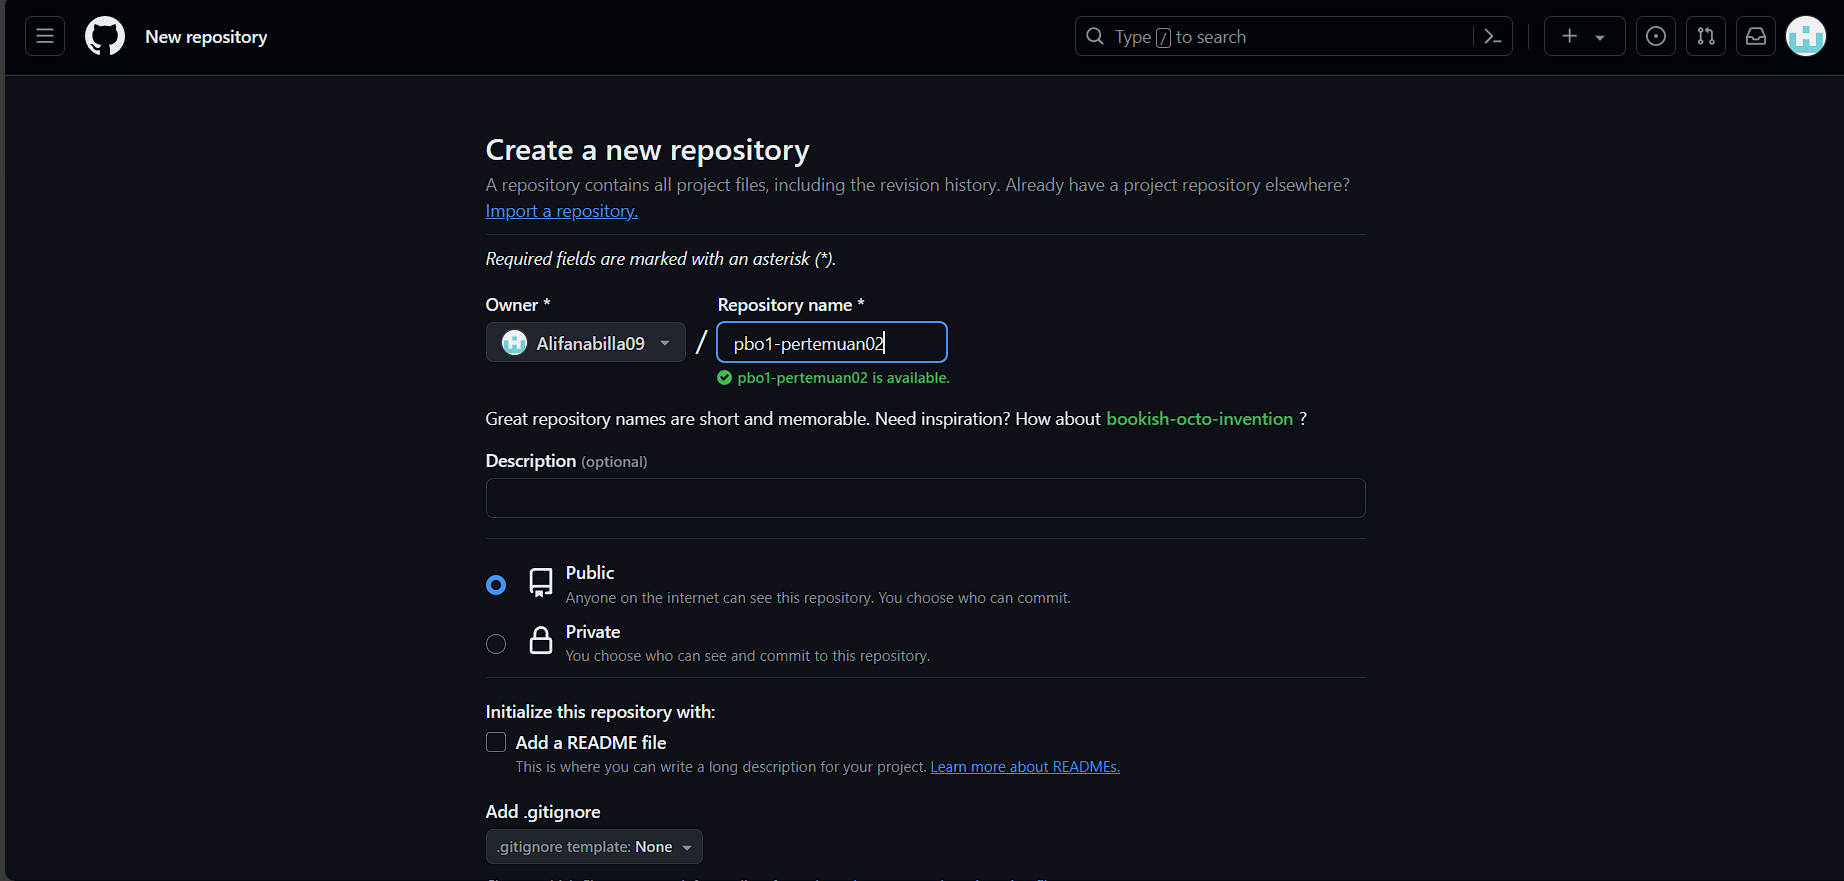 New repository
Type / to search
Create a new repository
A repository contains all project files, including the revision history. Already have a project repository elsewhere?
Import a repository.
Required fields are marked with an asterisk (*).
Owner *
Repository name *
Alifanabilla09
/
pbo1-pertemuan02
pbo1-pertemuan02 is available.
Great repository names are short and memorable. Need inspiration? How about bookish-octo-invention ?
Description (optional)
Public
Anyone on the internet can see this repository. You choose who can commit.
Private
You choose who can see and commit to this repository.
Initialize this repository with:
Add a README file
This is where you can write a long description for your project. Learn more about READMEs.
Add .gitignore
.gitignore template: None